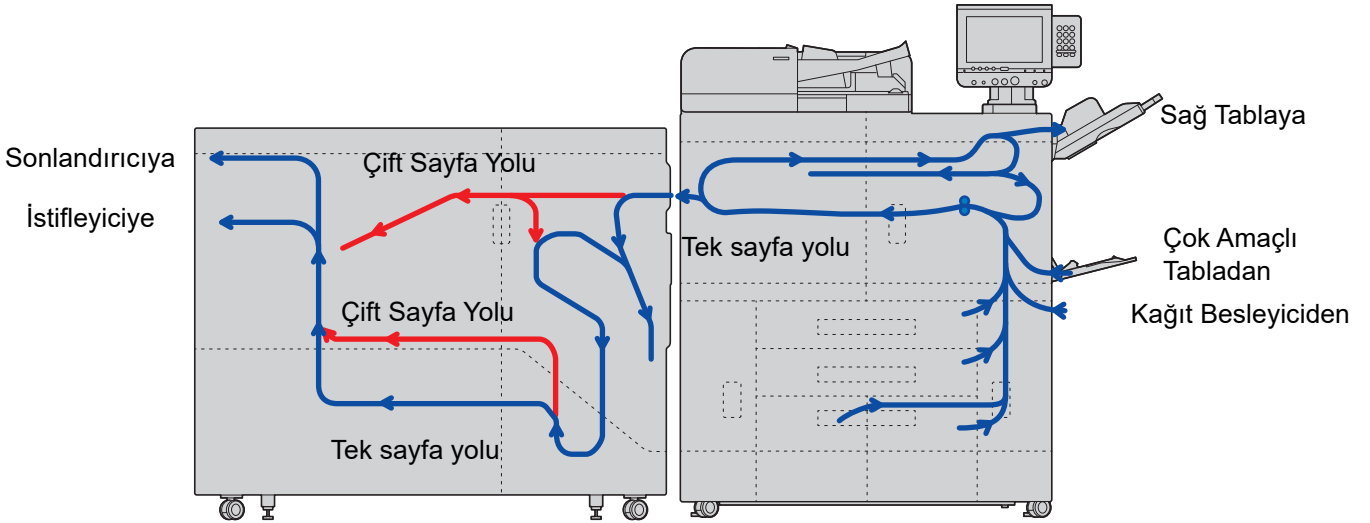 Sağ Tablaya
Sonlandırıcıya
Çift Sayfa Yolu
İstifleyiciye
Tek sayfa yolu
Çok Amaçlı
Tabladan
Çift Sayfa Yolu
Kağıt Besleyiciden
Tek sayfa yolu